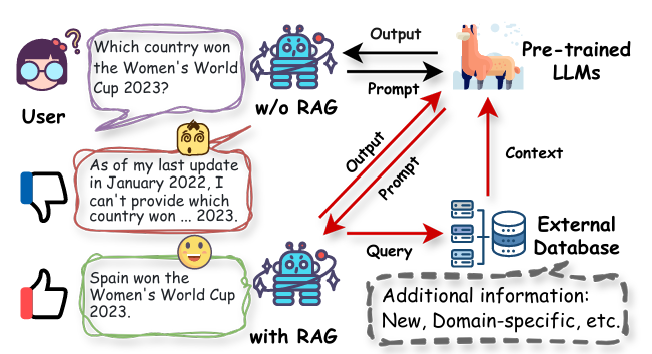 Which country won
the Women's World
Cup 2023?
User
w/o RAG
Output
Prompt
Pre-trained
LLMs
As of my last update
in January 2022, I
can't provide which
country won ... 2023.
Output
Prompt
Context
Spain won the
Women's World Cup
2023.
with RAG
Query
External
Database
Additional information:
New, Domain-specific, etc.